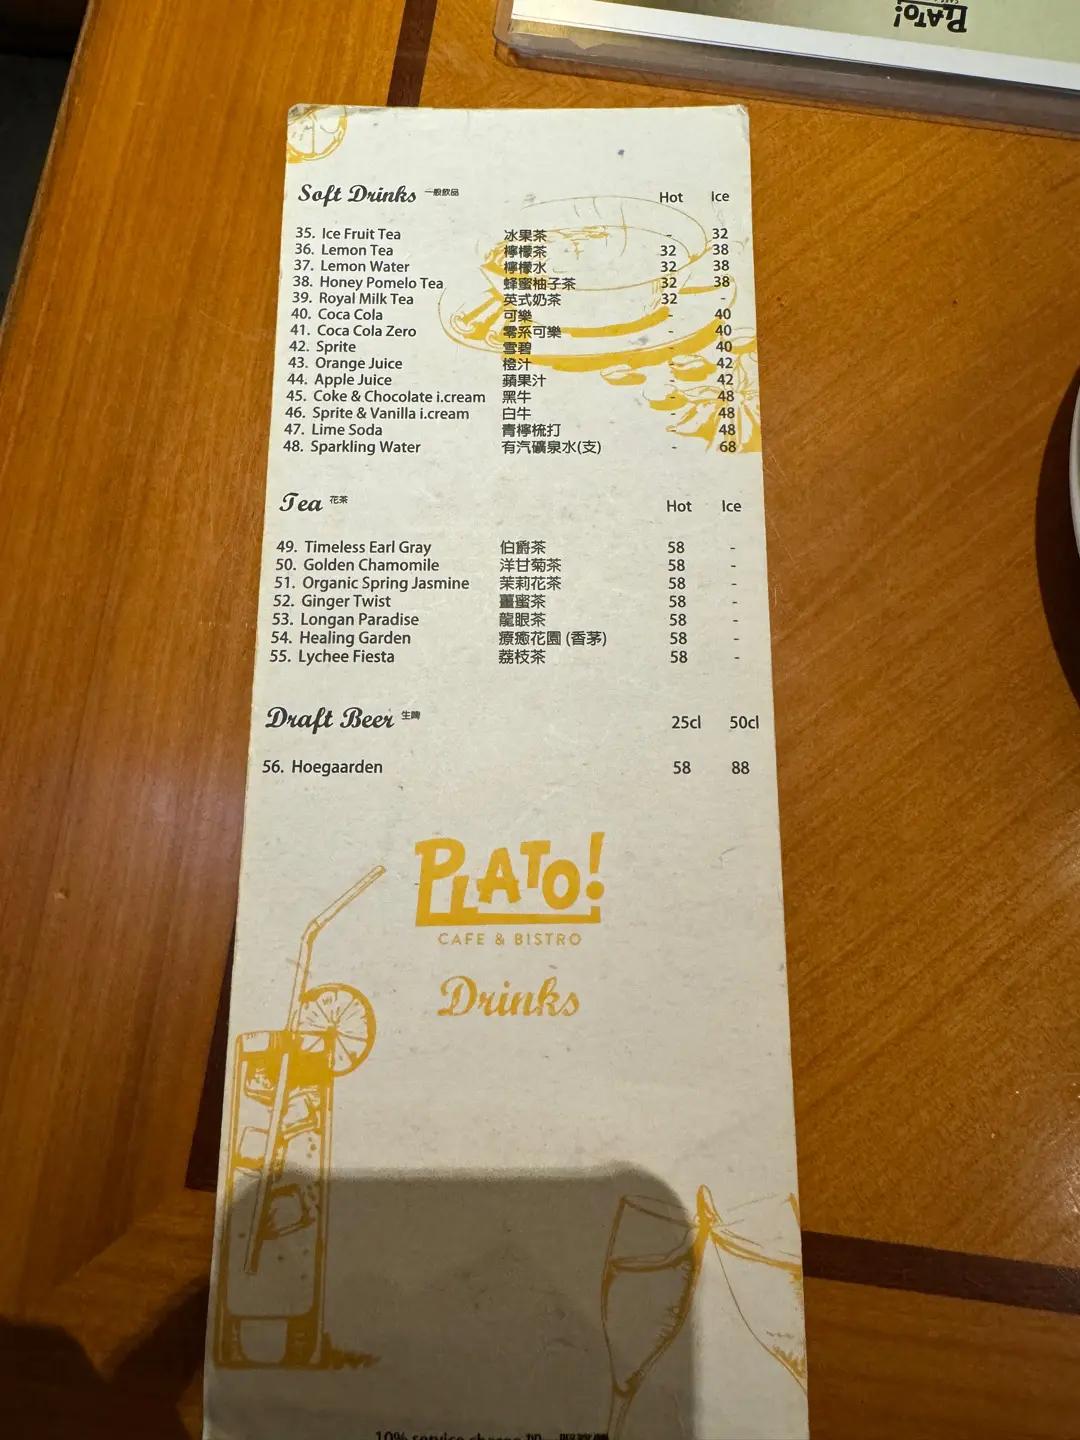 PLATO!
Soft Drinks 一般飲品 Hot Ice
35. Ice Fruit Tea 冰果茶 - 32
36. Lemon Tea 檸檬茶 32 38
37. Lemon Water 檸檬水 32 38
38. Honey Pomelo Tea 蜂蜜柚子茶 32 38
39. Royal Milk Tea 英式奶茶 32 -
40. Coca Cola 可樂 - 40
41. Coca Cola Zero 零系可樂 - 40
42. Sprite 雪碧 - 40
43. Orange Juice 橙汁 - 42
44. Apple Juice 蘋果汁 - 42
45. Coke & Chocolate i.cream 黑牛 - 48
46. Sprite & Vanilla i.cream 白牛 - 48
47. Lime Soda 青檸梳打 - 48
48. Sparkling Water 有汽礦泉水(支) - 68
Tea 花茶 Hot Ice
49. Timeless Earl Gray 伯爵茶 58 -
50. Golden Chamomile 洋甘菊茶 58 -
51. Organic Spring Jasmine 茉莉花茶 58 -
52. Ginger Twist 薑蜜茶 58 -
53. Longan Paradise 龍眼茶 58 -
54. Healing Garden 療癒花園 (香茅) 58 -
55. Lychee Fiesta 荔枝茶 58 -
Draft Beer 生啤 25cl 50cl
56. Hoegaarden 58 88
PLATO!
CAFE & BISTRO
Drinks
10% service charge